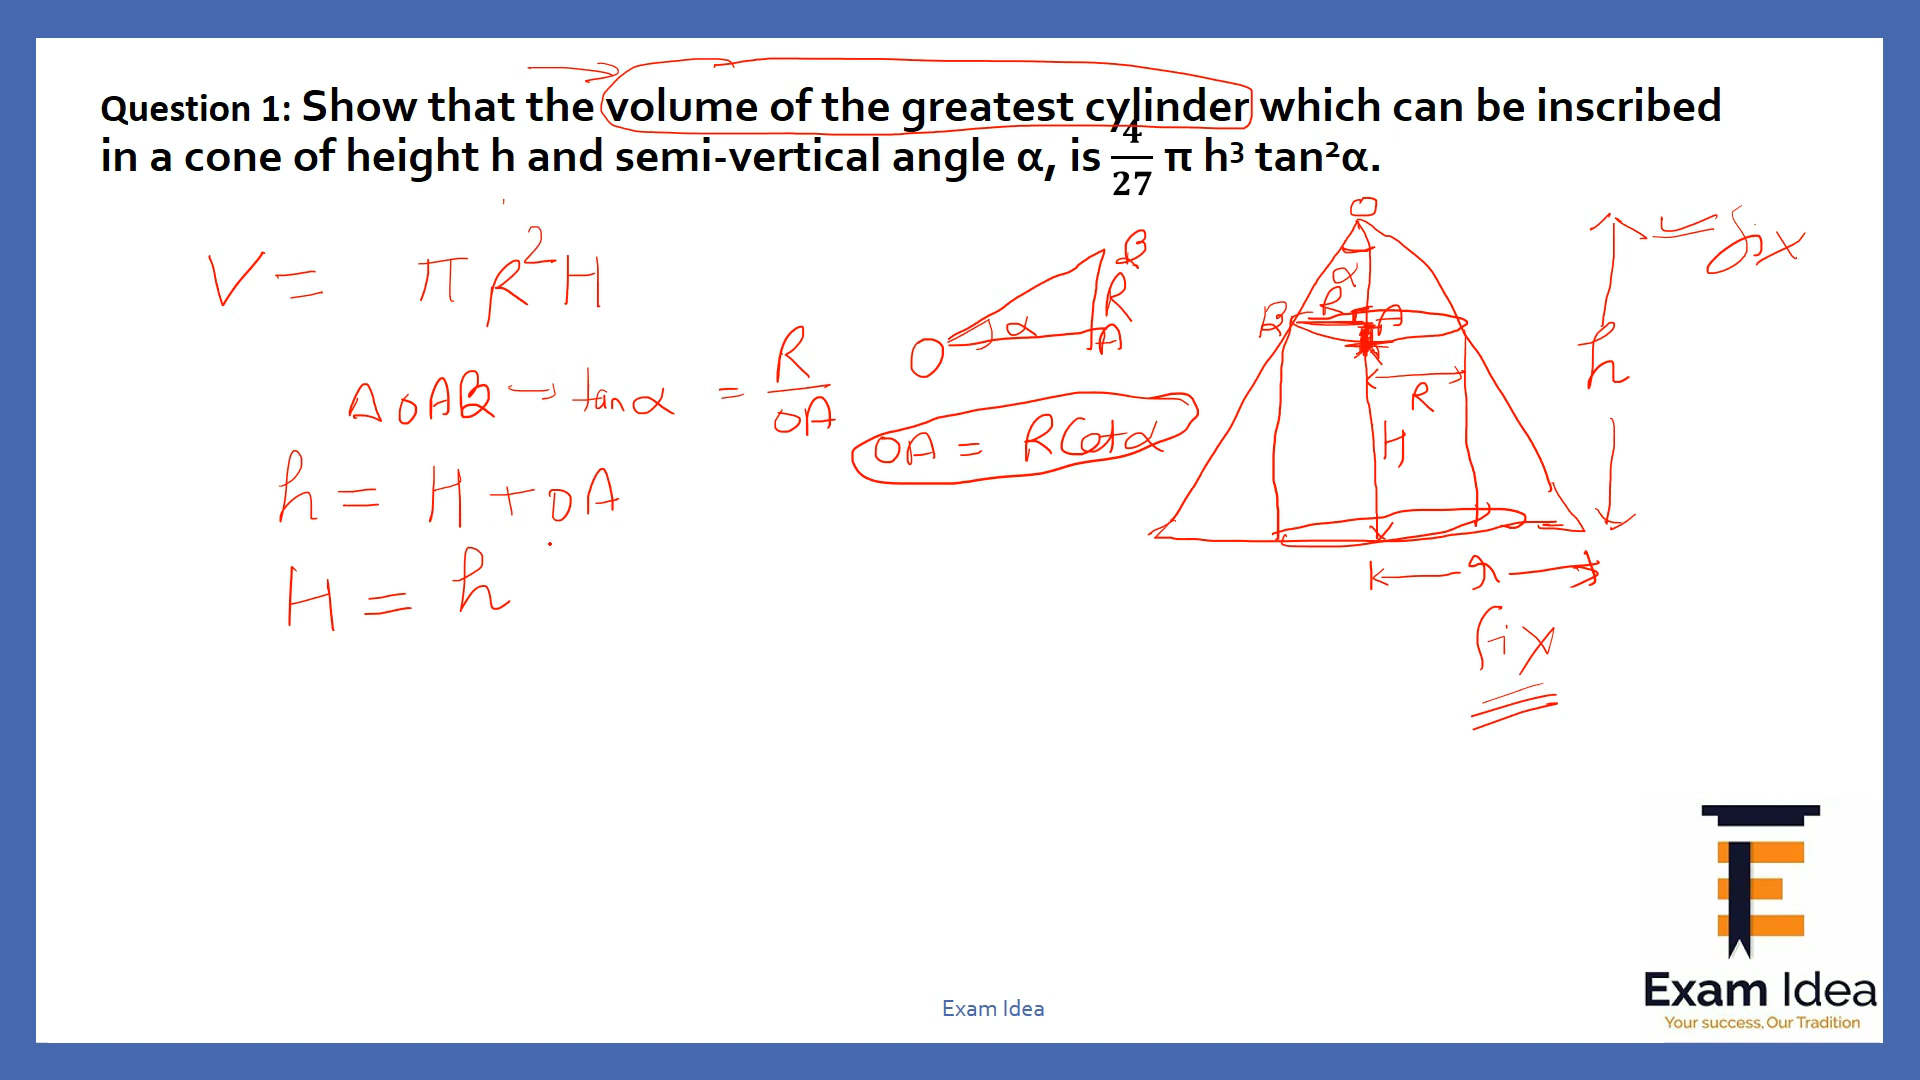 Question 1: Show that the volume of the greatest cylinder which can be inscribed
in a cone of height h and semi-vertical angle α, is 4/27 π h³ tan²α.
V = πR²H
ΔOAB → tanα = R/OA
OA = R Cot α
h = H + OA
H = h
O
α
B
R
A
O
α
R
B
A
R
H
h
fix
r
fix
Exam Idea
Exam Idea
Your success, Our Tradition